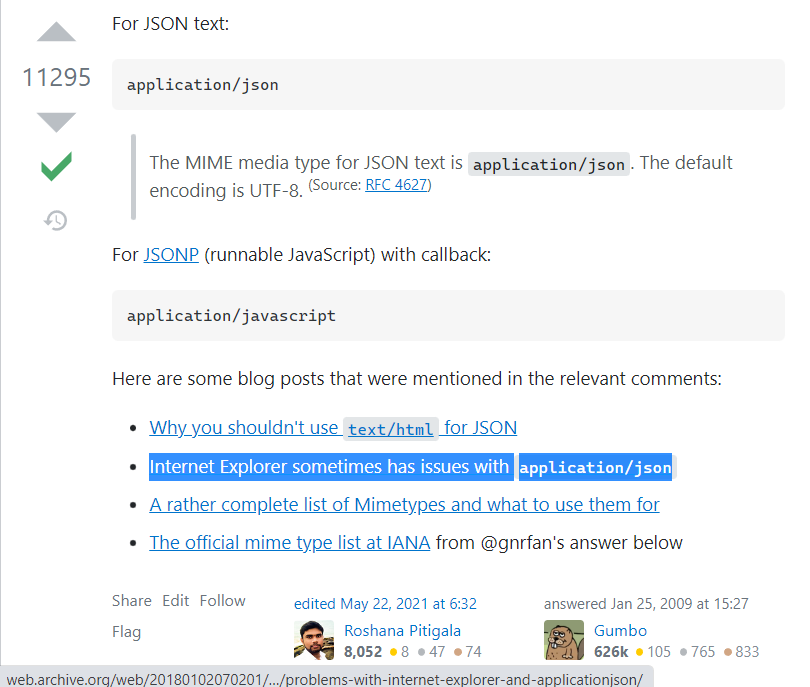 For JSON text:
11295
application/json
The MIME media type for JSON text is application/json. The default
encoding is UTF-8. (Source: RFC 4627)
For JSONP (runnable JavaScript) with callback:
application/javascript
Here are some blog posts that were mentioned in the relevant comments:
• Why you shouldn't use text/html for JSON
• Internet Explorer sometimes has issues with application/json
• A rather complete list of Mimetypes and what to use them for
• The official mime type list at IANA from @gnrfan's answer below
Share Edit Follow
Flag
edited May 22, 2021 at 6:32
Roshana Pitigala
8,052 ●8 ●47 ●74
answered Jan 25, 2009 at 15:27
Gumbo
626k ●105 ●765 ●833
web.archive.org/web/20180102070201/.../problems-with-internet-explorer-and-applicationjson/